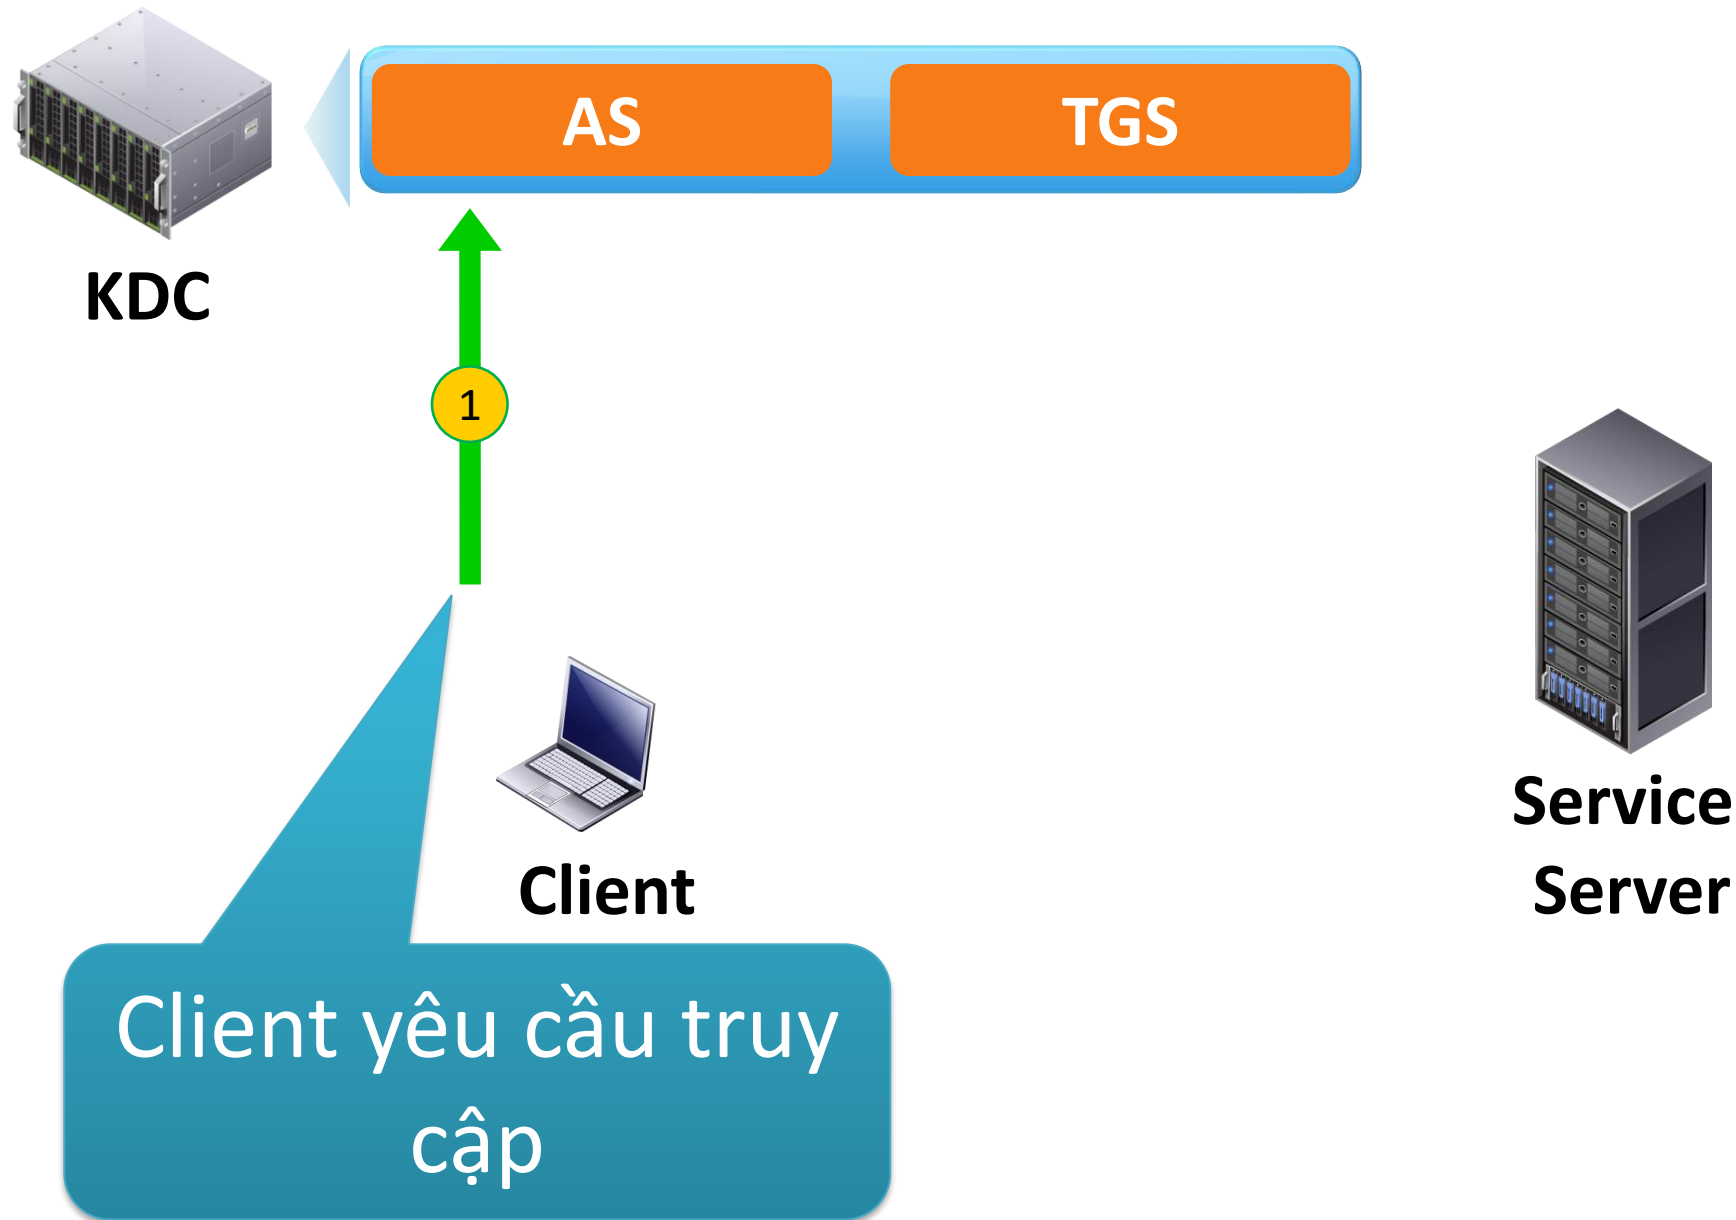 AS
TGS
KDC
1
Service
Server
Client
Client yêu cầu truy
cập